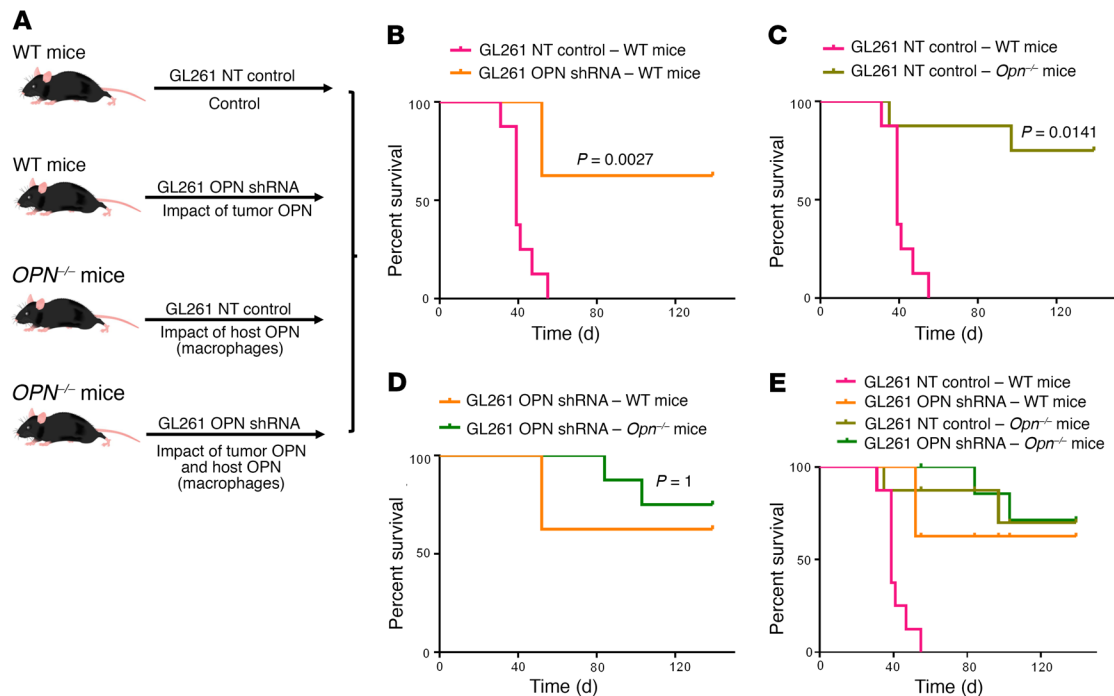 A
WT mice
GL261 NT control
Control
WT mice
GL261 OPN shRNA
Impact of tumor OPN
OPN–/– mice
GL261 NT control
Impact of host OPN
(macrophages)
OPN–/– mice
GL261 OPN shRNA
Impact of tumor OPN
and host OPN
(macrophages)
B
GL261 NT control – WT mice
GL261 OPN shRNA – WT mice
Percent survival
100
50
0
P = 0.0027
0 40 80 120
Time (d)
C
GL261 NT control – WT mice
GL261 NT control – Opn–/– mice
Percent survival
100
50
0
P = 0.0141
0 40 80 120
Time (d)
D
GL261 OPN shRNA – WT mice
GL261 OPN shRNA – Opn–/– mice
Percent survival
100
50
0
P = 1
0 40 80 120
Time (d)
E
GL261 NT control – WT mice
GL261 OPN shRNA – WT mice
GL261 NT control – Opn–/– mice
GL261 OPN shRNA – Opn–/– mice
Percent survival
100
50
0
0 40 80 120
Time (d)